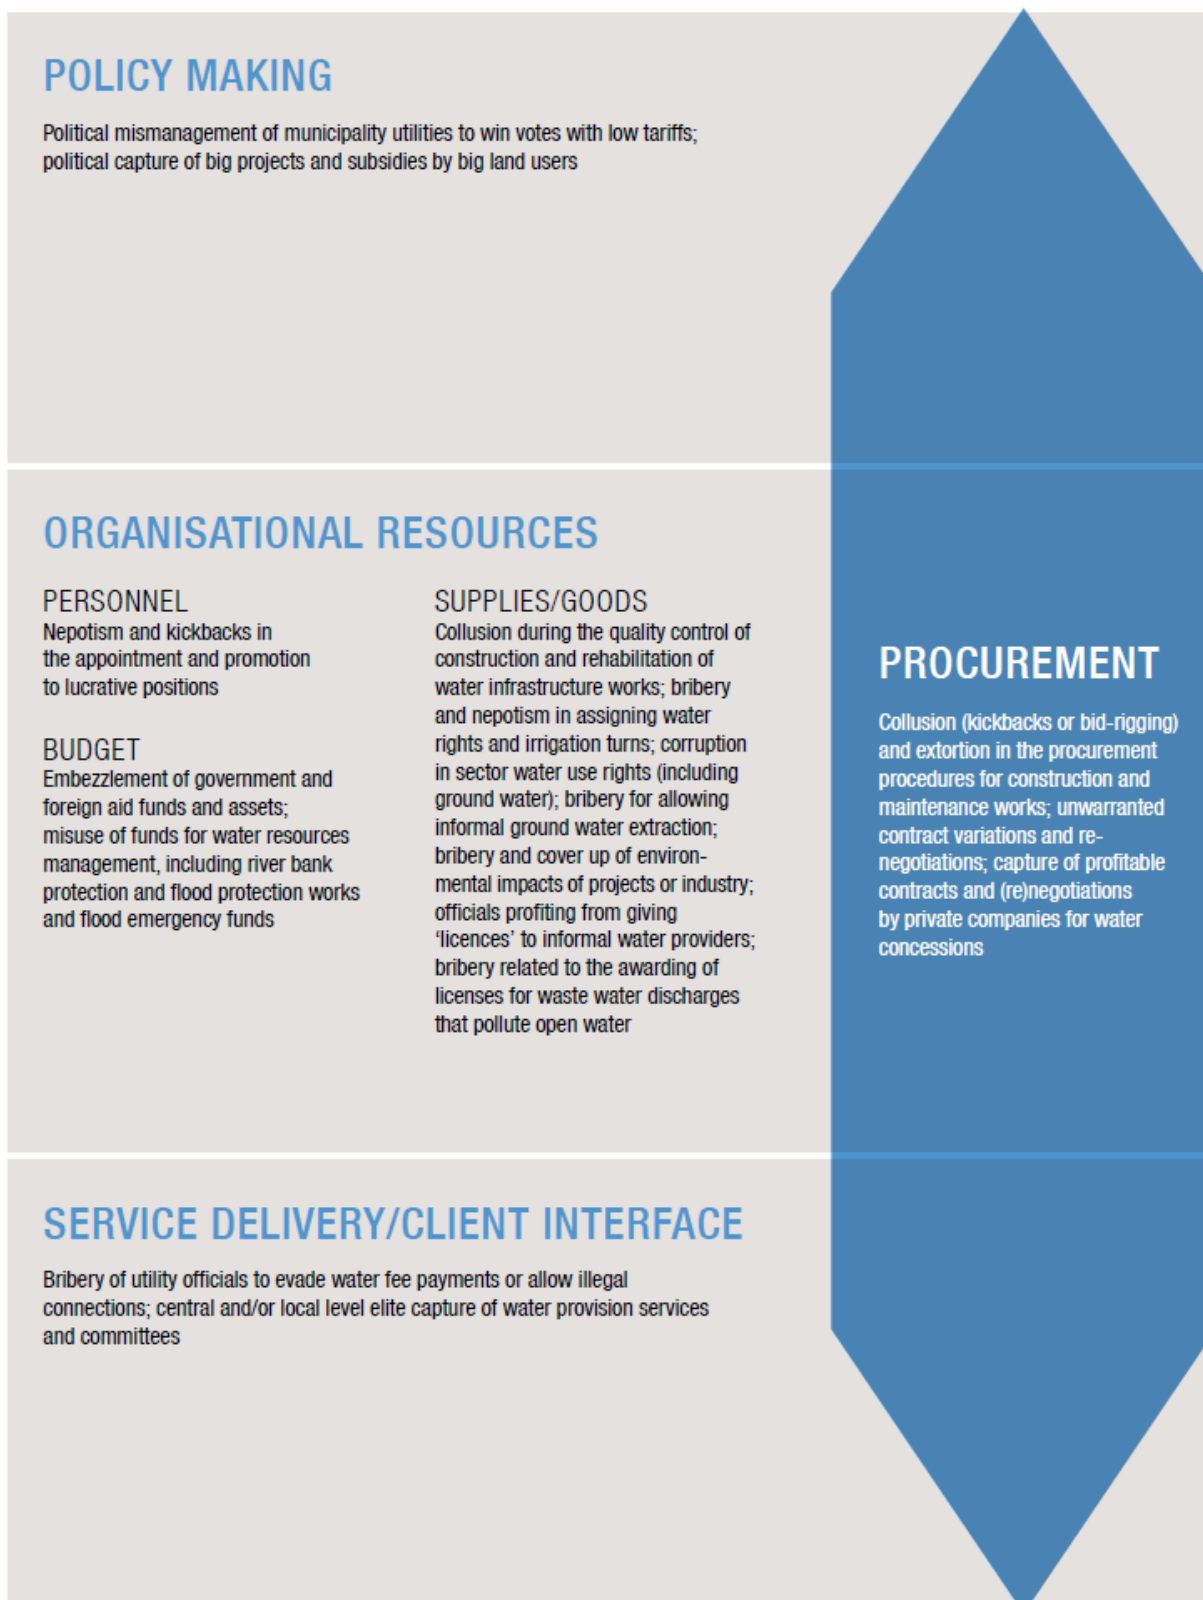 POLICY MAKING
Political mismanagement of municipality utilities to win votes with low tariffs;
political capture of big projects and subsidies by big land users
ORGANISATIONAL RESOURCES
PERSONNEL
Nepotism and kickbacks in
the appointment and promotion
to lucrative positions
BUDGET
Embezzlement of government and
foreign aid funds and assets;
misuse of funds for water resources
management, including river bank
protection and flood protection works
and flood emergency funds
SUPPLIES/GOODS
Collusion during the quality control of
construction and rehabilitation of
water infrastructure works; bribery
and nepotism in assigning water
rights and irrigation turns; corruption
in sector water use rights (including
ground water); bribery for allowing
informal ground water extraction;
bribery and cover up of environ-
mental impacts of projects or industry;
officials profiting from giving
‘licences’ to informal water providers;
bribery related to the awarding of
licenses for waste water discharges
that pollute open water
PROCUREMENT
Collusion (kickbacks or bid-rigging)
and extortion in the procurement
procedures for construction and
maintenance works; unwarranted
contract variations and re-
negotiations; capture of profitable
contracts and (re)negotiations
by private companies for water
concessions
SERVICE DELIVERY/CLIENT INTERFACE
Bribery of utility officials to evade water fee payments or allow illegal
connections; central and/or local level elite capture of water provision services
and committees